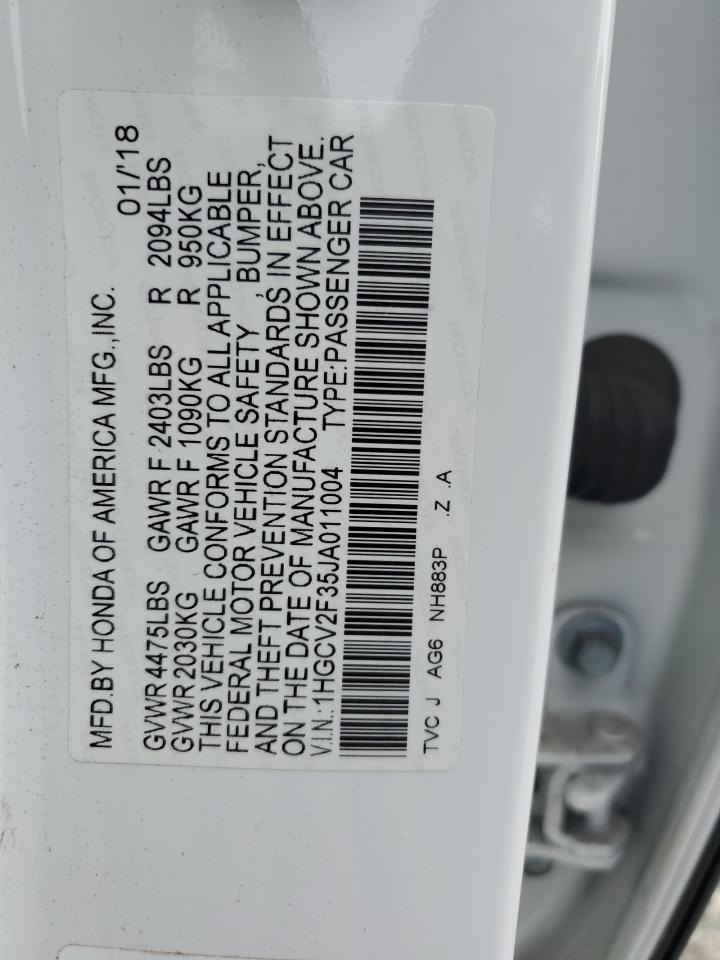 MFD.BY HONDA OF AMERICA MFG.,INC. 01/'18
GVWR 4475LBS GAWR F 2403LBS R 2094LBS
GVWR 2030KG GAWR F 1090KG R 950KG
THIS VEHICLE CONFORMS TO ALL APPLICABLE
FEDERAL MOTOR VEHICLE SAFETY , BUMPER,
AND THEFT PREVENTION STANDARDS IN EFFECT
ON THE DATE OF MANUFACTURE SHOWN ABOVE.
V.I.N.: 1HGCV2F35JA011004 TYPE:PASSENGER CAR
TVC J AG6 NH883P .Z .A